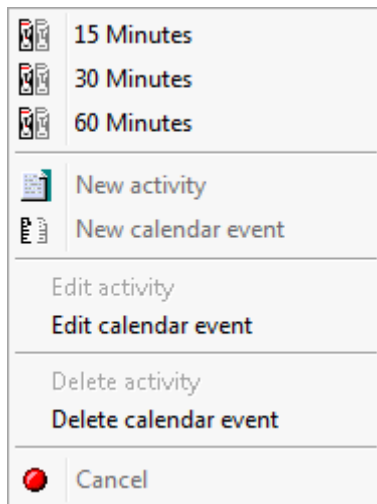 15 Minutes
30 Minutes
60 Minutes
New activity
New calendar event
Edit activity
Edit calendar event
Delete activity
Delete calendar event
Cancel